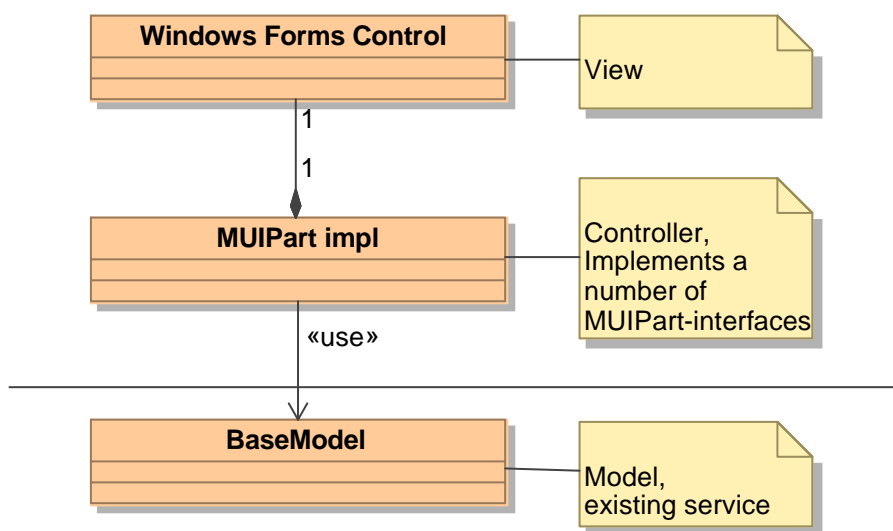 Windows Forms Control
View
1
1
MUIPart impl
Controller,
Implements a
number of
MUIPart-interfaces
«use»
BaseModel
Model,
existing service